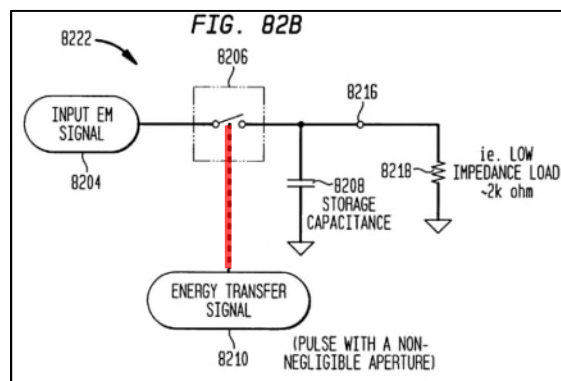 FIG. 82B
8222
8206
8216
INPUT EM
SIGNAL
8204
8208
STORAGE
CAPACITANCE
8218
ie. LOW
IMPEDANCE LOAD
~2k ohm
ENERGY TRANSFER
SIGNAL
8210
(PULSE WITH A NON-
NEGLIGIBLE APERTURE)